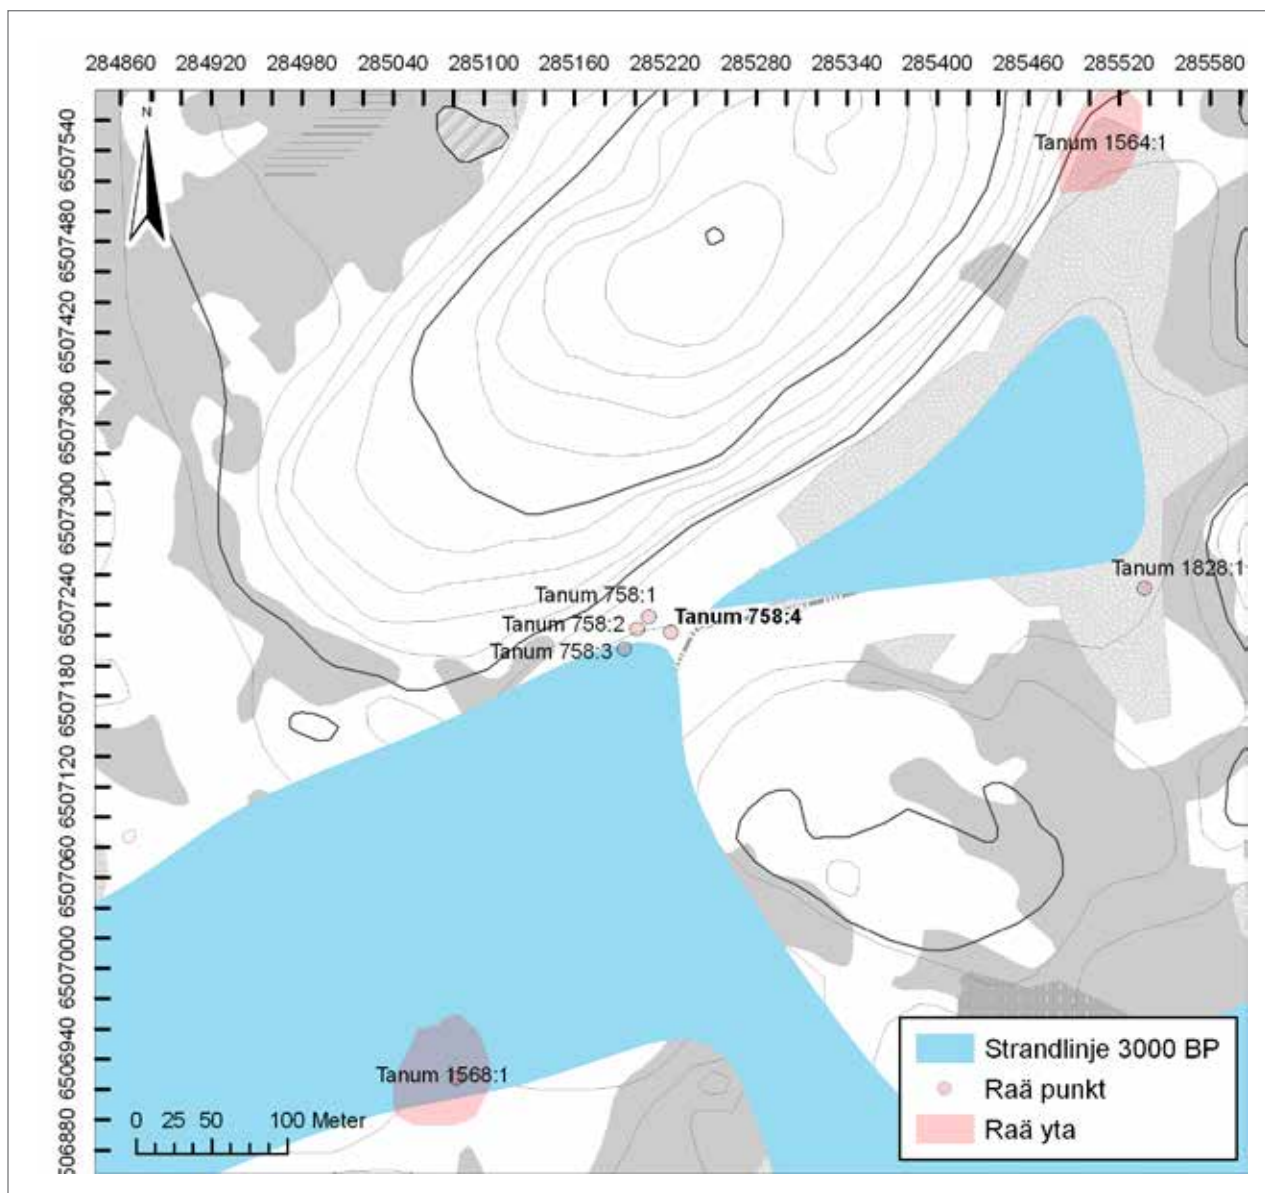 284860 284920 284980 285040 285100 285160 285220 285280 285340 285400 285460 285520 285580
6507540
6507480
6507420
6507360
6507300
6507240
6507180
6507120
6507060
6507000
6506940
506880
N
Tanum 1564:1
Tanum 1828:1
Tanum 758:1
Tanum 758:4
Tanum 758:2
Tanum 758:3
Tanum 1568:1
0 25 50 100 Meter
Strandlinje 3000 BP
Raä punkt
Raä yta